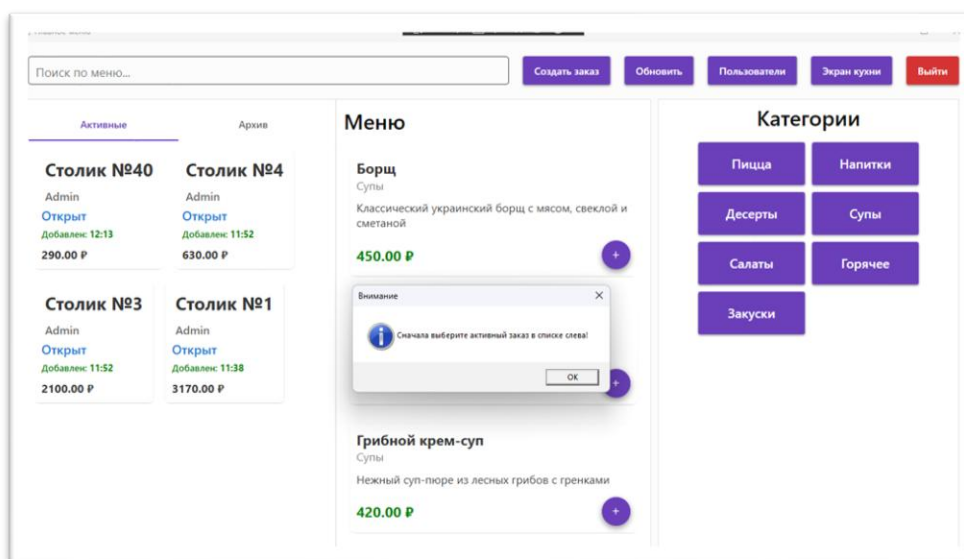 Поиск по меню...
Создать заказ
Обновить
Пользователи
Экран кухни
Выйти
Активные
Архив
Столик №40
Admin
Открыт
Добавлен: 12:13
290.00 ₽
Столик №4
Admin
Открыт
Добавлен: 11:52
630.00 ₽
Столик №3
Admin
Открыт
Добавлен: 11:52
2100.00 ₽
Столик №1
Admin
Открыт
Добавлен: 11:38
3170.00 ₽
Меню
Борщ
Супы
Классический украинский борщ с мясом, свеклой и
сметаной
450.00 ₽
+
Внимание
Сначала выберите активный заказ в списке слева!
OK
+
Грибной крем-суп
Супы
Нежный суп-пюре из лесных грибов с гренками
420.00 ₽
+
Категории
Пицца
Напитки
Десерты
Супы
Салаты
Горячее
Закуски